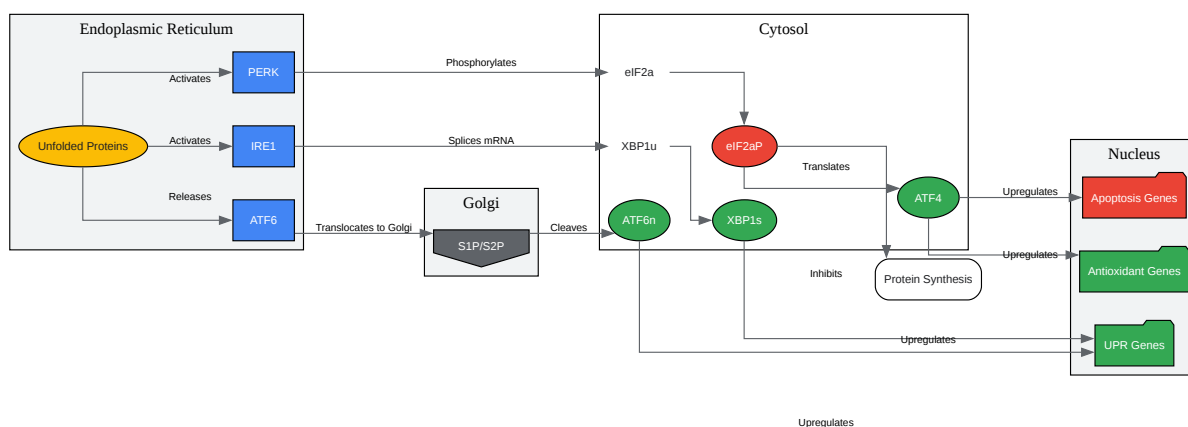 Endoplasmic Reticulum
Unfolded Proteins
Activates
PERK
Activates
IRE1
Releases
ATF6
Phosphorylates
Splices mRNA
Translocates to Golgi
Golgi
S1P/S2P
Cleaves
Cytosol
eIF2a
XBP1u
eIF2aP
Translates
ATF4
ATF6n
XBP1s
Inhibits
Protein Synthesis
Upregulates
Upregulates
Upregulates
Upregulates
Nucleus
Apoptosis Genes
Antioxidant Genes
UPR Genes